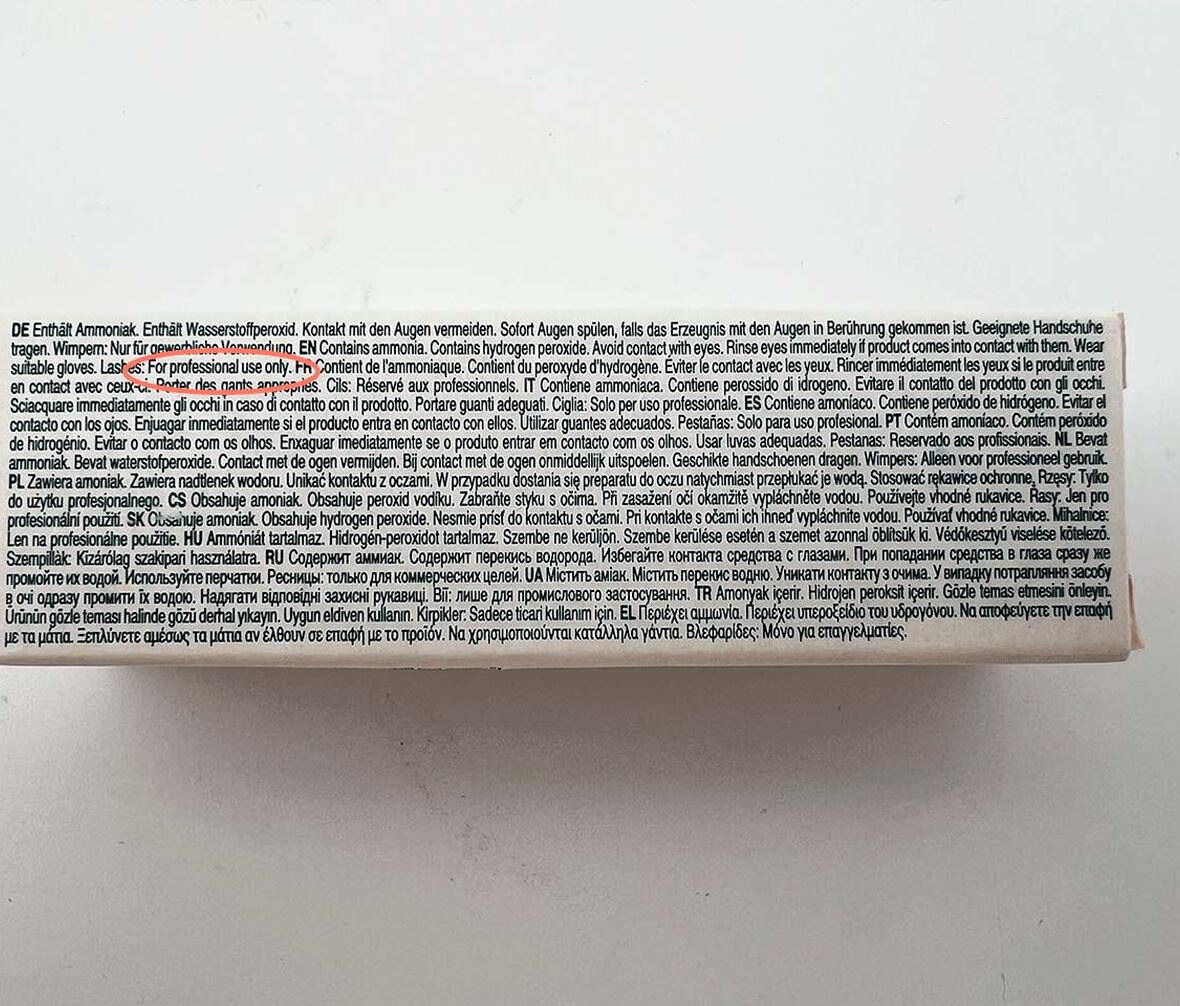 DE Enthält Ammoniak. Enthält Wasserstoffperoxid. Kontakt mit den Augen vermeiden. Sofort Augen spülen, falls das Erzeugnis mit den Augen in Berührung gekommen ist. Geeignete Handschuhe
tragen. Wimpern: Nur für gewerbliche Verwendung. EN Contains ammonia. Contains hydrogen peroxide. Avoid contact with eyes. Rinse eyes immediately if product comes into contact with them. Wear
suitable gloves. Lashes: For professional use only. FR Contient de l'ammoniaque. Contient du peroxyde d'hydrogène. Eviter le contact avec les yeux. Rincer immédiatement les yeux si le produit entre
en contact avec ceux-ci. Porter des gants appropriés. Cils: Réservé aux professionnels. IT Contiene ammoniaca. Contiene perossido di idrogeno. Evitare il contatto del prodotto con gli occhi.
Sciacquare immediatamente gli occhi in caso di contatto con il prodotto. Portare guanti adeguati. Ciglia: Solo per uso professionale. ES Contiene amoníaco. Contiene peróxido de hidrógeno. Evitar el
contacto con los ojos. Enjuagar inmediatamente si el producto entra en contacto con ellos. Utilizar guantes adecuados. Pestañas: Solo para uso profesional. PT Contém amoníaco. Contém peróxido
de hidrogénio. Evitar o contacto com os olhos. Enxaguar imediatamente se o produto entrar em contacto com os olhos. Usar luvas adequadas. Pestanas: Reservado aos profissionais. NL Bevat
ammoniak. Bevat waterstofperoxide. Contact met de ogen vermijden. Bij contact met de ogen onmiddellijk uitspoelen. Geschikte handschoenen dragen. Wimpers: Alleen voor professioneel gebruik.
PL Zawiera amoniak. Zawiera nadtlenek wodoru. Unikać kontaktu z oczami. W przypadku dostania się preparatu do oczu natychmiast przepłukać je wodą. Stosować rękawice ochronne, Rzęsy: Tylko
do użytku profesjonalnego. CS Obsahuje amoniak. Obsahuje peroxid vodíku. Zabraňte styku s očima. Při zasažení očí okamžitě vypláchněte vodou. Používejte vhodné rukavice. Řasy: Jen pro
profesionální použití. SK Obsahuje amoniak. Obsahuje hydrogen peroxide. Nesmie prísť do kontaktu s očami. Pri kontakte s očami ich ihneď vypláchnite vodou. Používať vhodné rukavice. Mihalnice:
Len na profesionálne použitie. HU Ammóniát tartalmaz. Hidrogén-peroxidot tartalmaz. Szembe ne kerüljön. Szembe kerülése esetén a szemet azonnal öblítsük ki. Védőkesztyű viselése kötelező.
Szempillák: Kizárólag szakipari használatra. RU Содержит аммиак. Содержит перекись водорода. Избегайте контакта средства с глазами. При попадании средства в глаза сразу же
промойте их водой. Используйте перчатки. Ресницы: только для коммерческих целей. UA Містить аміак. Містить перекис водню. Уникати контакту з очима. У випадку потрапляння засобу
в очі одразу промити їх водою. Надягати відповідні захисні рукавиці. Вії: лише для промислового застосування. TR Amonyak içerir. Hidrojen peroksit içerir. Gözle temas etmesini önleyin.
Ürünün gözle teması halinde gözü derhal yıkayın. Uygun eldiven kullanın. Kirpikler: Sadece ticari kullanım için. EL Περιέχει αμμωνία. Περιέχει υπεροξείδιο του υδρογόνου. Να αποφεύγετε την επαφή
με τα μάτια. Ξεπλύνετε αμέσως τα μάτια αν έλθουν σε επαφή με το προϊόν. Να χρησιμοποιούνται κατάλληλα γάντια. Βλεφαρίδες: Μόνο για επαγγελματίες.